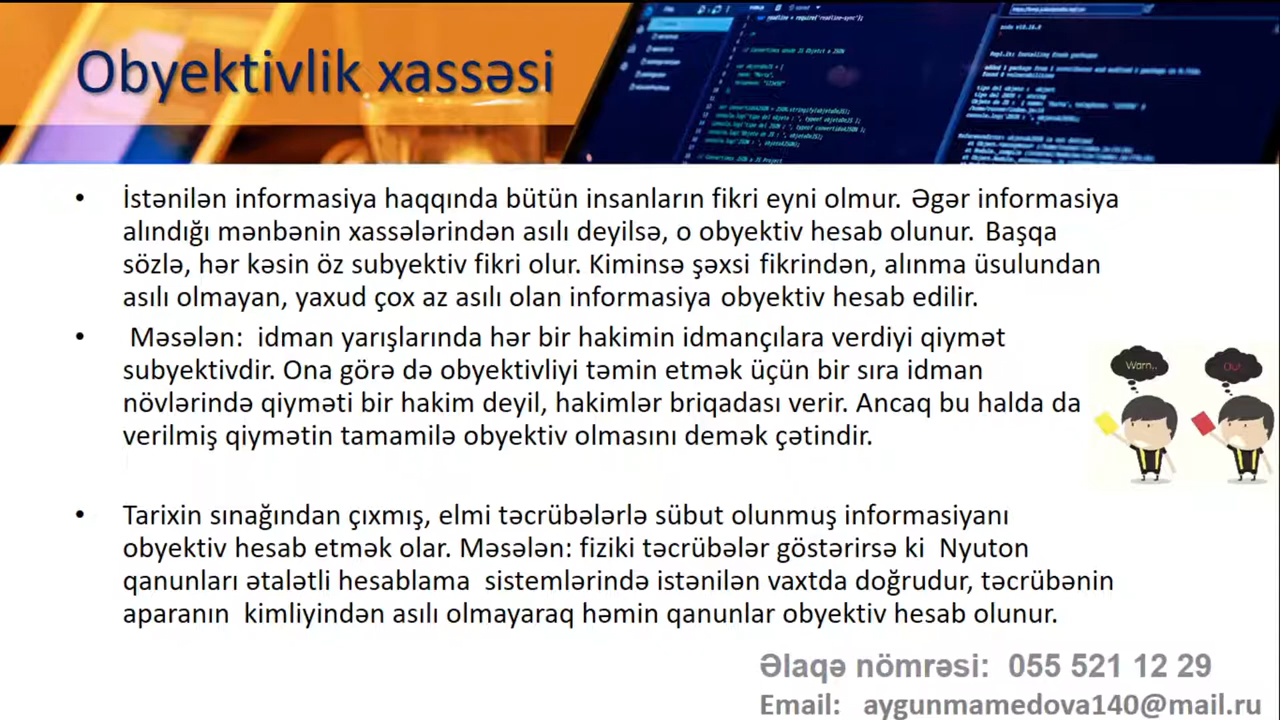 Obyektivlik xassəsi
• İstənilən informasiya haqqında bütün insanların fikri eyni olmur. Əgər informasiya
alındığı mənbənin xassələrindən asılı deyilsə, o obyektiv hesab olunur. Başqa
sözlə, hər kəsin öz subyektiv fikri olur. Kiminsə şəxsi fikrindən, alınma üsulundan
asılı olmayan, yaxud çox az asılı olan informasiya obyektiv hesab edilir.
• Məsələn: idman yarışlarında hər bir hakimin idmançılara verdiyi qiymət
subyektivdir. Ona görə də obyektivliyi təmin etmək üçün bir sıra idman
növlərində qiyməti bir hakim deyil, hakimlər briqadası verir. Ancaq bu halda da
verilmiş qiymətin tamamilə obyektiv olmasını demək çətindir.
Warn..
Out
• Tarixin sınağından çıxmış, elmi təcrübələrlə sübut olunmuş informasiyanı
obyektiv hesab etmək olar. Məsələn: fiziki təcrübələr göstərirsə ki Nyuton
qanunları ətalətli hesablama sistemlərində istənilən vaxtda doğrudur, təcrübənin
aparanın kimliyindən asılı olmayaraq həmin qanunlar obyektiv hesab olunur.
Əlaqə nömrəsi: 055 521 12 29
Email: aygunmamedova140@mail.ru